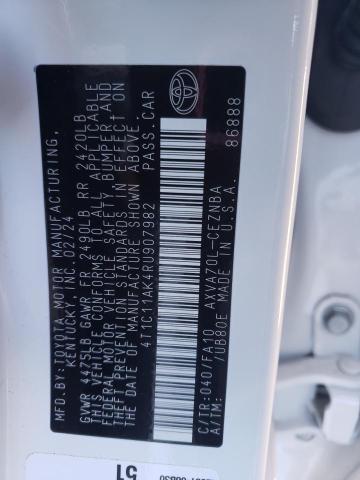 MFD.BY:TOYOTA MOTOR MANUFACTURING,
KENTUCKY, INC. 02/24
GVWR 4475LB GAWR FR 2490LB RR 2420LB
THIS VEHICLE CONFORMS TO ALL APPLICABLE
FEDERAL MOTOR VEHICLE SAFETY BUMPER, AND
THEFT PREVENTION STANDARDS IN EFFECT ON
THE DATE OF MANUFACTURE SHOWN ABOVE.
4T1C11AK4RU907982 PASS.CAR
C/TR:040/FA10 AXVA70L-CEZNBA
A/TM: /UB80E MADE IN U.S.A.
86888
51